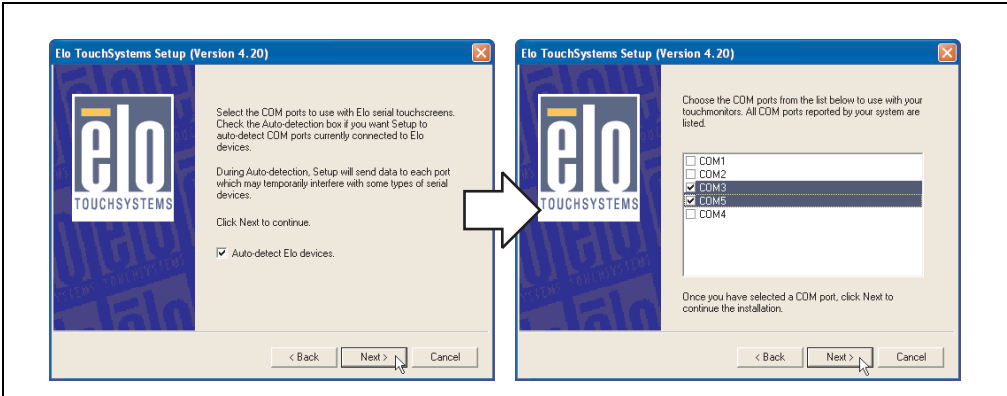 Elo TouchSystems Setup (Version 4.20)
elo
TOUCHSYSTEMS
Select the COM ports to use with Elo serial touchscreens.
Check the Auto-detection box if you want Setup to
auto-detect COM ports currently connected to Elo
devices.
During Auto-detection, Setup will send data to each port
which may temporarily interfere with some types of serial
devices.
Click Next to continue.
Auto-detect Elo devices.
< Back
Next >
Cancel
Elo TouchSystems Setup (Version 4.20)
ēlo
TOUCHSYSTEMS
Choose the COM ports from the list below to use with your
touchmonitors. All COM ports reported by your system are
listed.
COM1
COM2
COM3
COM5
COM4
Once you have selected a COM port, click Next to
continue the installation.
< Back
Next >
Cancel